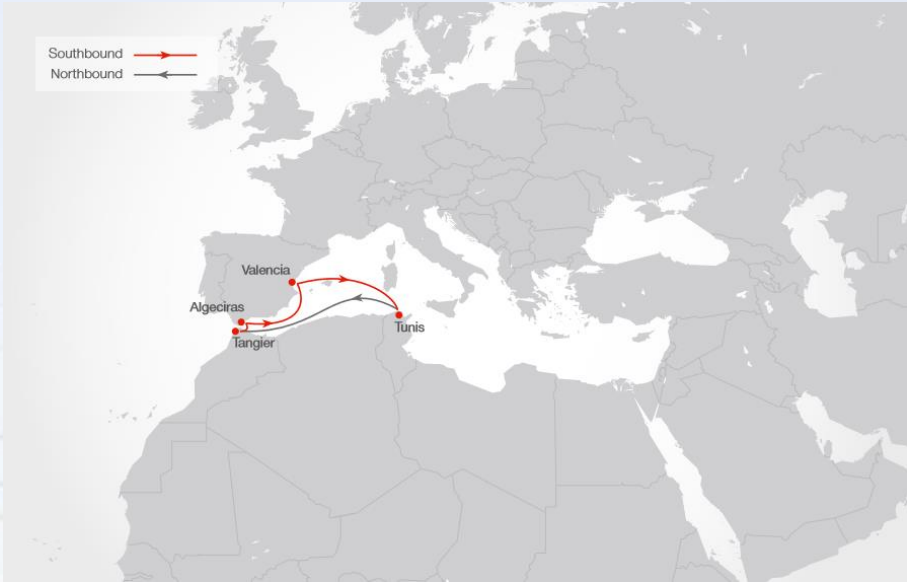 Southbound
Northbound
Valencia
Algeciras
Tangier
Tunis